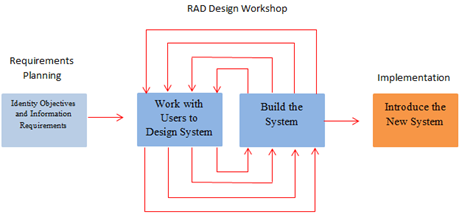 RAD Design Workshop
Requirements
Planning
Implementation
Identity Objectives
and Information
Requirements
Work with
Users to
Design System
Build the
System
Introduce the
New System